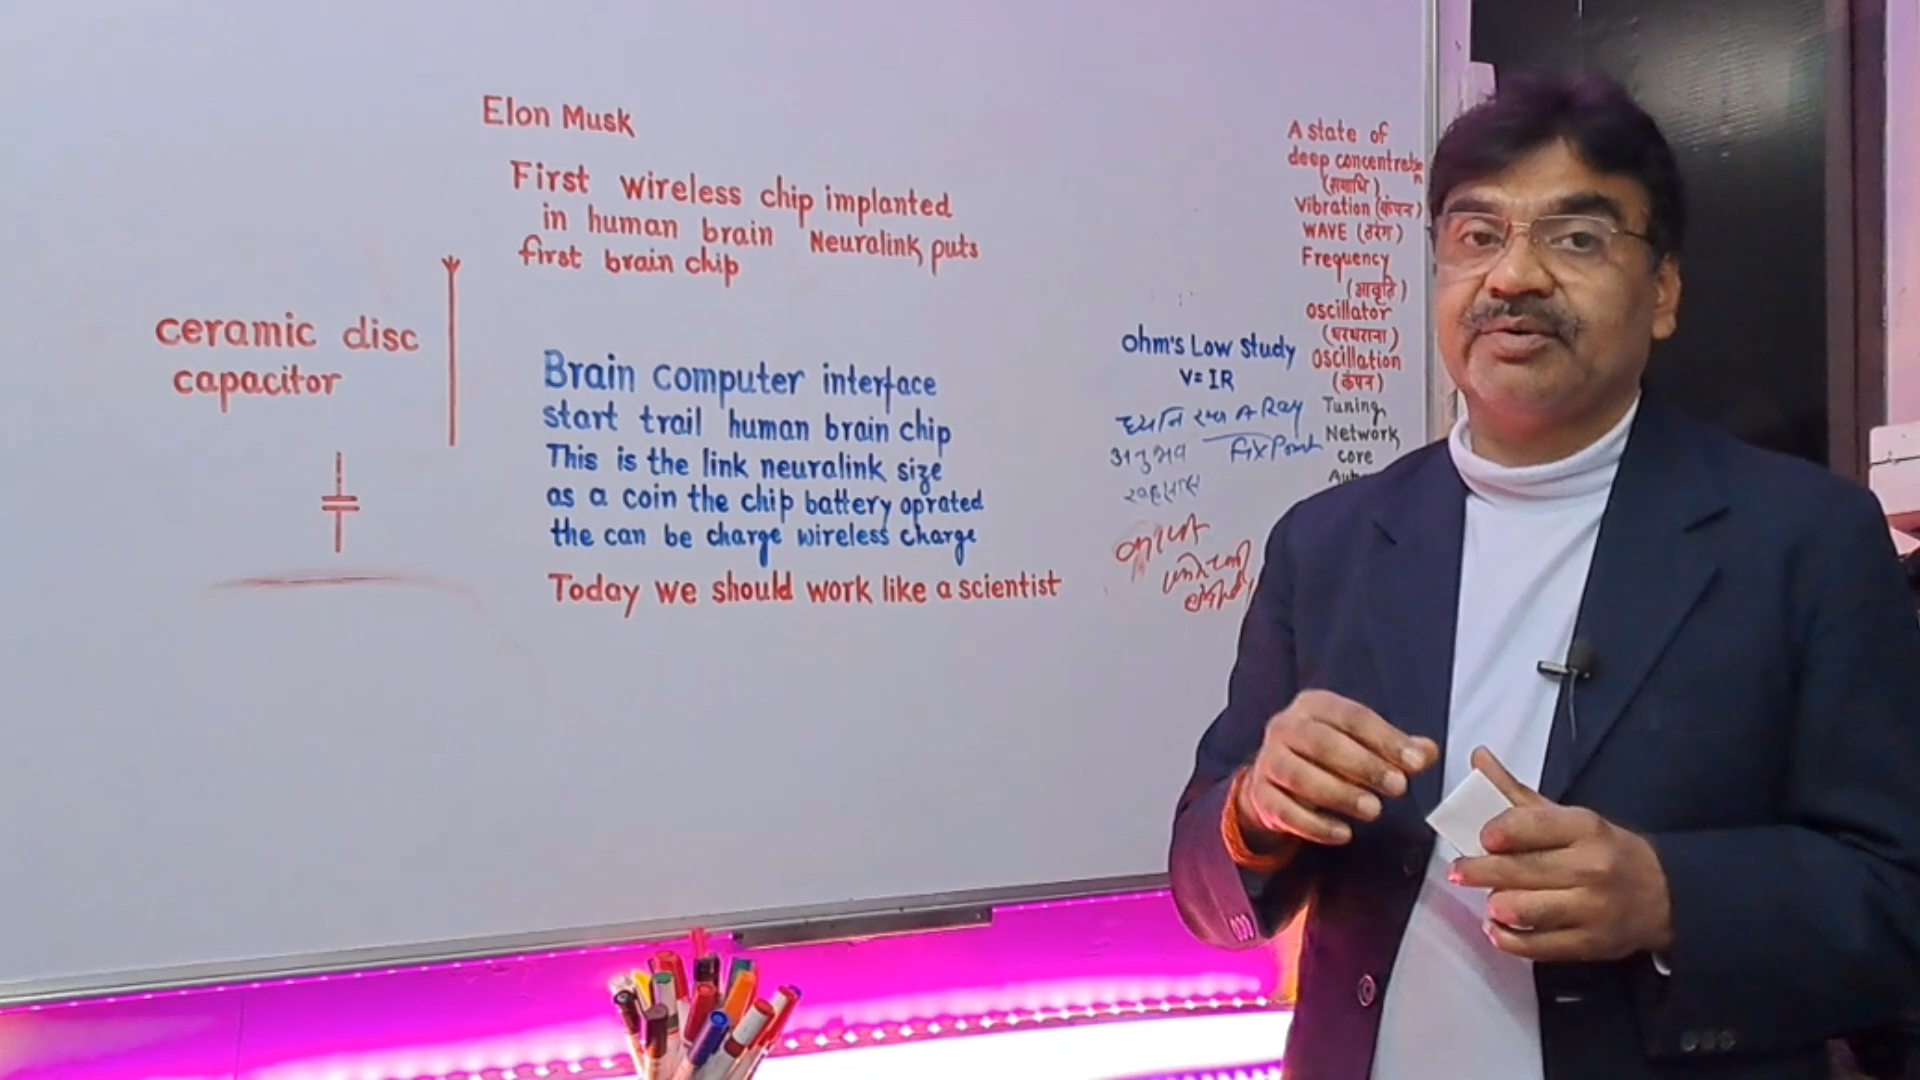 Elon Musk
First wireless chip implanted
in human brain Neuralink puts
first brain chip
ceramic disc
capacitor
Brain computer interface
start trail human brain chip
This is the link neuralink size
as a coin the chip battery oprated
the can be charge wireless charge
Today we should work like a scientist
ohm's Low study
V=IR
A Ray
अनुभव Fix Point
A state of
deep concentration
(समाधि)
Vibration (कंपन)
WAVE (तरंग)
Frequency
(आवृति)
oscillator
(थरथराना)
Oscillation
(कंपन)
Tuning
Network
core